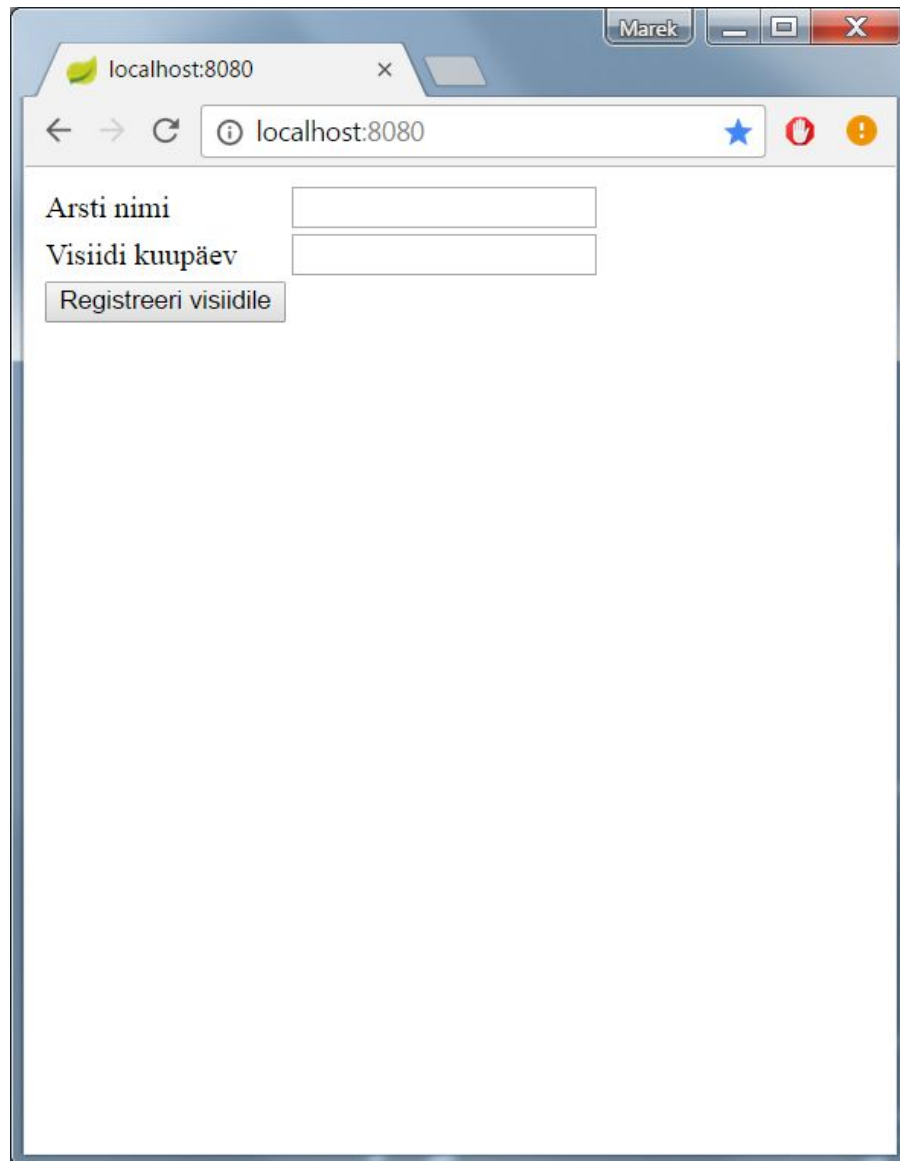 Marek
localhost:8080
localhost:8080
Arsti nimi
Visiidi kuupäev
Registreeri visiidile